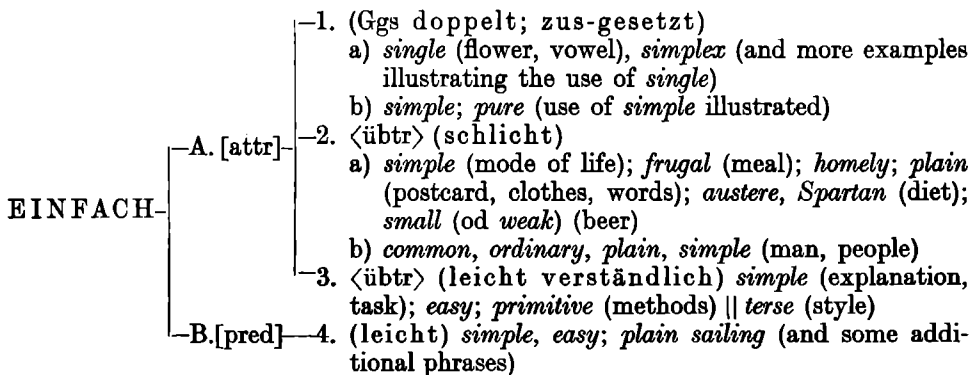 1. (Ggs doppelt; zus-gesetzt)
a) single (flower, vowel), simplex (and more examples
illustrating the use of single)
b) simple; pure (use of simple illustrated)
A. [attr]
2. ⟨übtr⟩ (schlicht)
a) simple (mode of life); frugal (meal); homely; plain
(postcard, clothes, words); austere, Spartan (diet);
small (od weak) (beer)
EINFACH
b) common, ordinary, plain, simple (man, people)
3. ⟨übtr⟩ (leicht verständlich) simple (explanation,
task); easy; primitive (methods) || terse (style)
B.[pred] 4. (leicht) simple, easy; plain sailing (and some addi-
tional phrases)